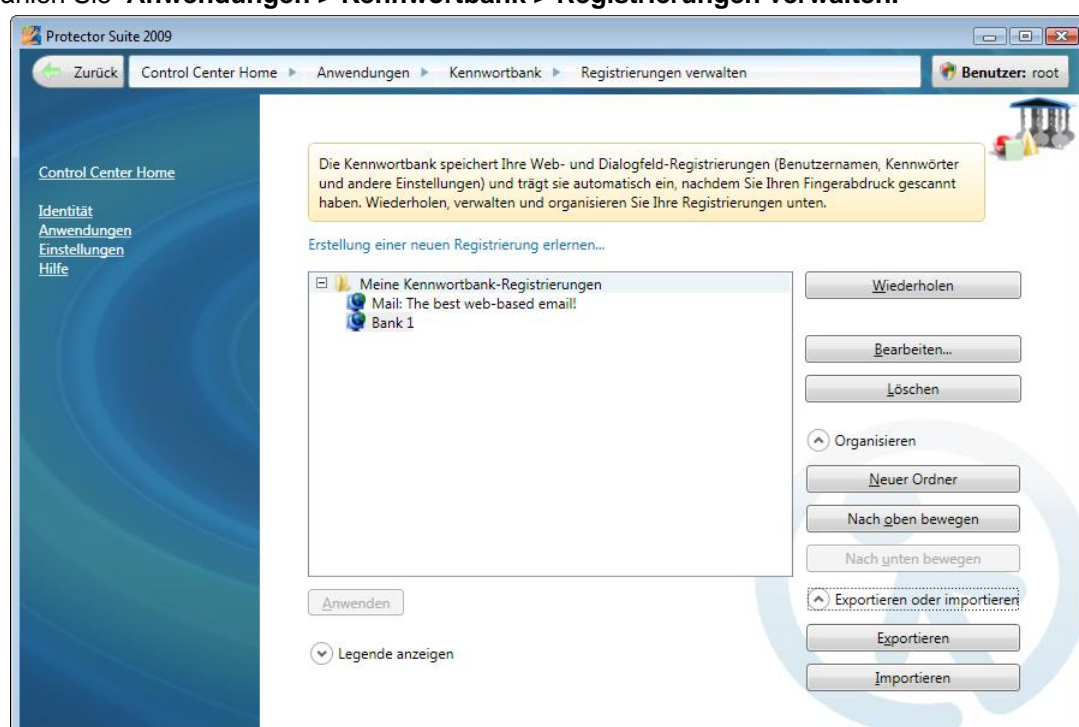 Sie Anwendungen > Kennwortbank > Registrierungen verwalten.
Protector Suite 2009
Zurück Control Center Home Anwendungen Kennwortbank Registrierungen verwalten Benutzer: root
Control Center Home
Identität
Anwendungen
Einstellungen
Hilfe
Die Kennwortbank speichert Ihre Web- und Dialogfeld-Registrierungen (Benutzernamen, Kennwörter
und andere Einstellungen) und trägt sie automatisch ein, nachdem Sie Ihren Fingerabdruck gescannt
haben. Wiederholen, verwalten und organisieren Sie Ihre Registrierungen unten.
Erstellung einer neuen Registrierung erlernen...
Meine Kennwortbank-Registrierungen
Mail: The best web-based email!
Bank 1
Wiederholen
Bearbeiten...
Löschen
Organisieren
Neuer Ordner
Nach oben bewegen
Nach unten bewegen
Anwenden
Exportieren oder importieren
Legende anzeigen
Exportieren
Importieren